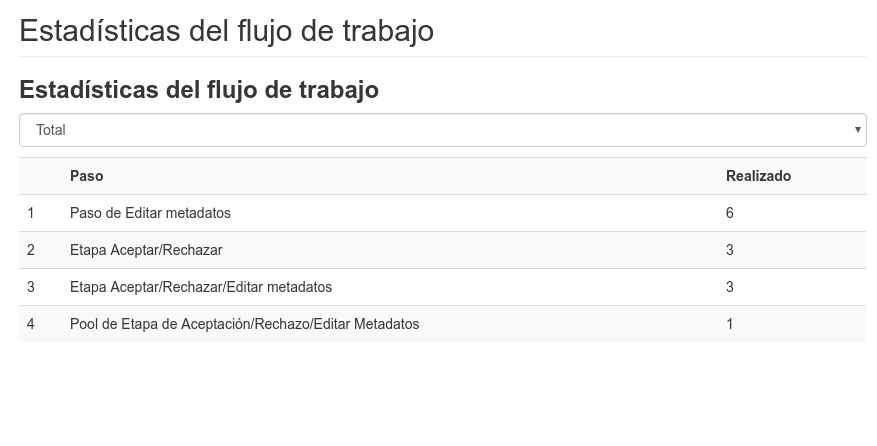 Estadísticas del flujo de trabajo
Estadísticas del flujo de trabajo
Total
Paso Realizado
1 Paso de Editar metadatos 6
2 Etapa Aceptar/Rechazar 3
3 Etapa Aceptar/Rechazar/Editar metadatos 3
4 Pool de Etapa de Aceptación/Rechazo/Editar Metadatos 1